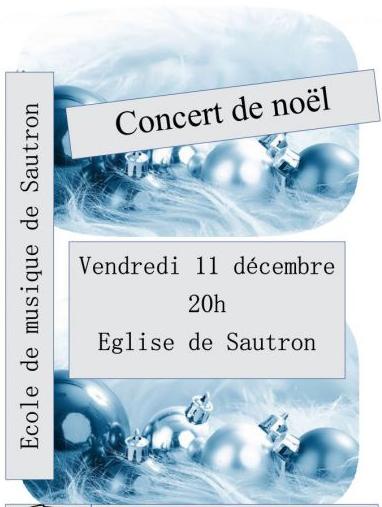 Concert de noël
Ecole de musique de Sautron
Vendredi 11 décembre
20h
Eglise de Sautron